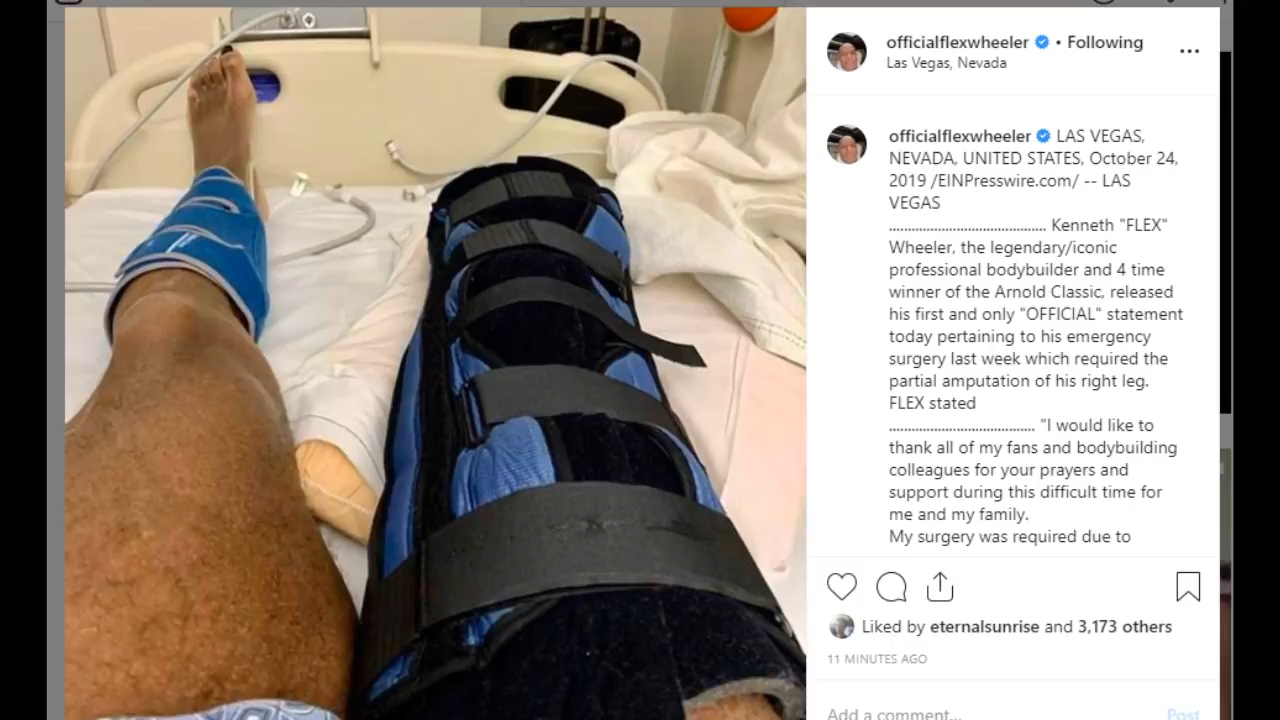 officialflexwheeler • Following
Las Vegas, Nevada
officialflexwheeler LAS VEGAS,
NEVADA, UNITED STATES, October 24,
2019 /EINPresswire.com/ -- LAS
VEGAS
.......................................... Kenneth "FLEX"
Wheeler, the legendary/iconic
professional bodybuilder and 4 time
winner of the Arnold Classic, released
his first and only "OFFICIAL" statement
today pertaining to his emergency
surgery last week which required the
partial amputation of his right leg.
FLEX stated
....................................... "I would like to
thank all of my fans and bodybuilding
colleagues for your prayers and
support during this difficult time for
me and my family.
My surgery was required due to
Liked by eternalsunrise and 3,173 others
11 MINUTES AGO
Add a comment...
Post